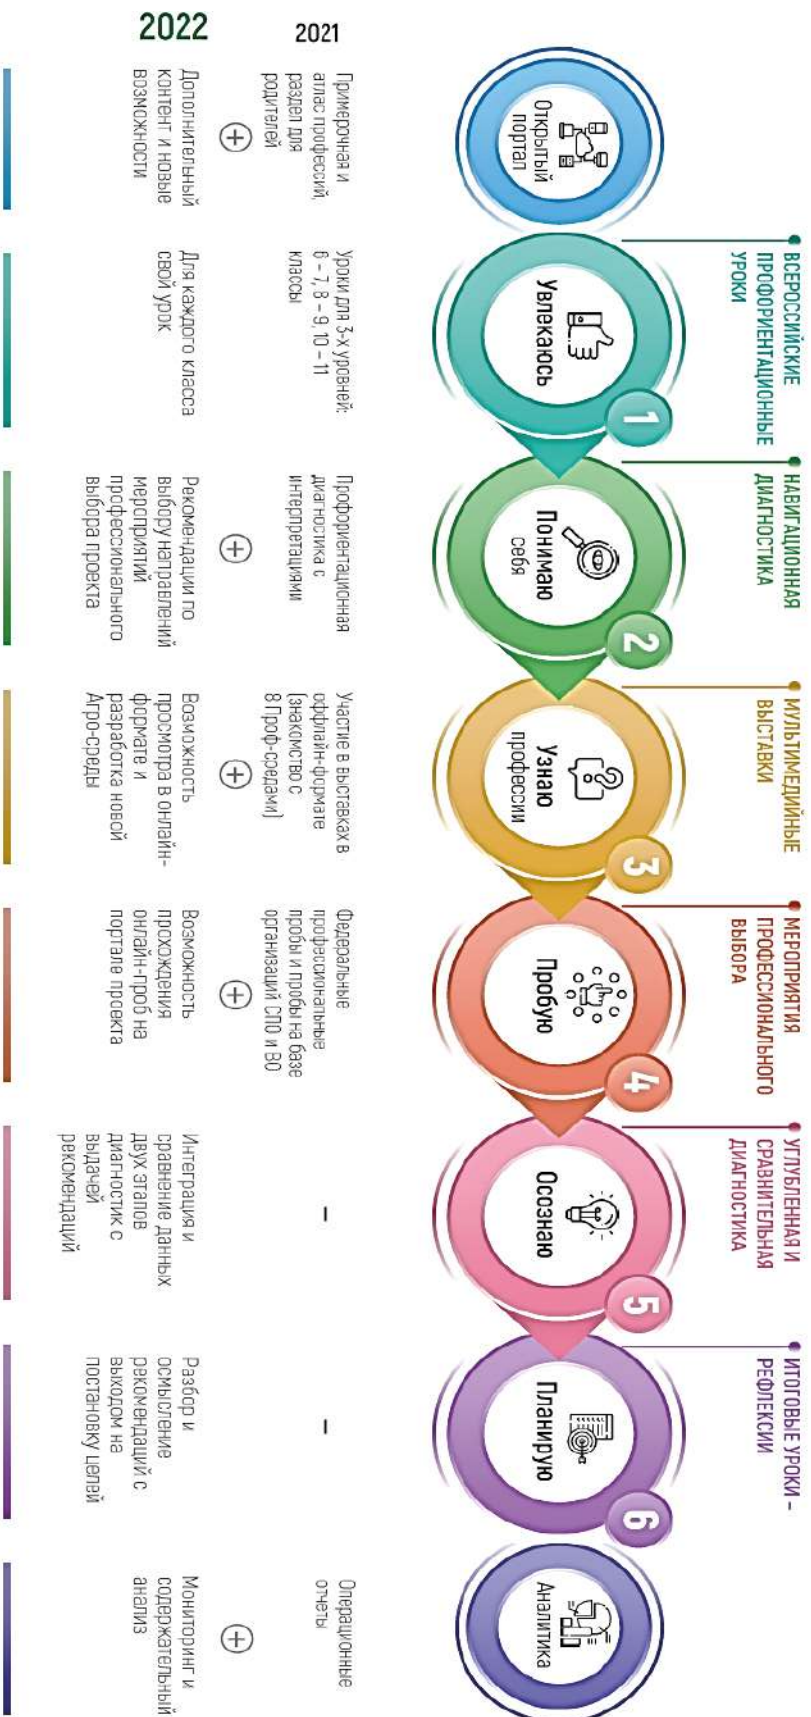 ВСЕРОССИЙСКИЕ
ПРОФОРИЕНТАЦИОННЫЕ
УРОКИ
НАВИГАЦИОННАЯ
ДИАГНОСТИКА
МУЛЬТИМЕДИЙНЫЕ
ВЫСТАВКИ
МЕРОПРИЯТИЯ
ПРОФЕССИОНАЛЬНОГО
ВЫБОРА
УГЛУБЛЕННАЯ И
СРАВНИТЕЛЬНАЯ
ДИАГНОСТИКА
ИТОГОВЫЕ УРОКИ –
РЕФЛЕКСИИ
Открытый
портал
Увлекаюсь
1
Понимаю
себя
2
Узнаю
профессии
3
Пробую
4
Осознаю
5
Планирую
6
Аналитика
2021
Примерочная и
атлас профессий,
раздел для
родителей
Уроки для 3-х уровней:
6 – 7, 8 – 9, 10 – 11
классы
Профориентационная
диагностика с
интерпретациями
Участие в выставках в
оффлайн-формате
(знакомство с
8 Проф-средами)
Федеральные
профессиональные
пробы и пробы на базе
организаций СПО и ВО
–
–
Операционные
отчеты
+
+
+
+
+
2022
Дополнительный
контент и новые
возможности
Для каждого класса
свой урок
Рекомендации по
выбору направлений
мероприятий
профессионального
выбора проекта
Возможность
просмотра в онлайн-
формате и
разработка новой
Агро-среды
Возможность
прохождения
онлайн-проб на
портале проекта
Интеграция и
сравнение данных
двух этапов
диагностик с
выдачей
рекомендаций
Разбор и
осмысление
рекомендаций с
выходом на
постановку целей
Мониторинг и
содержательный
анализ